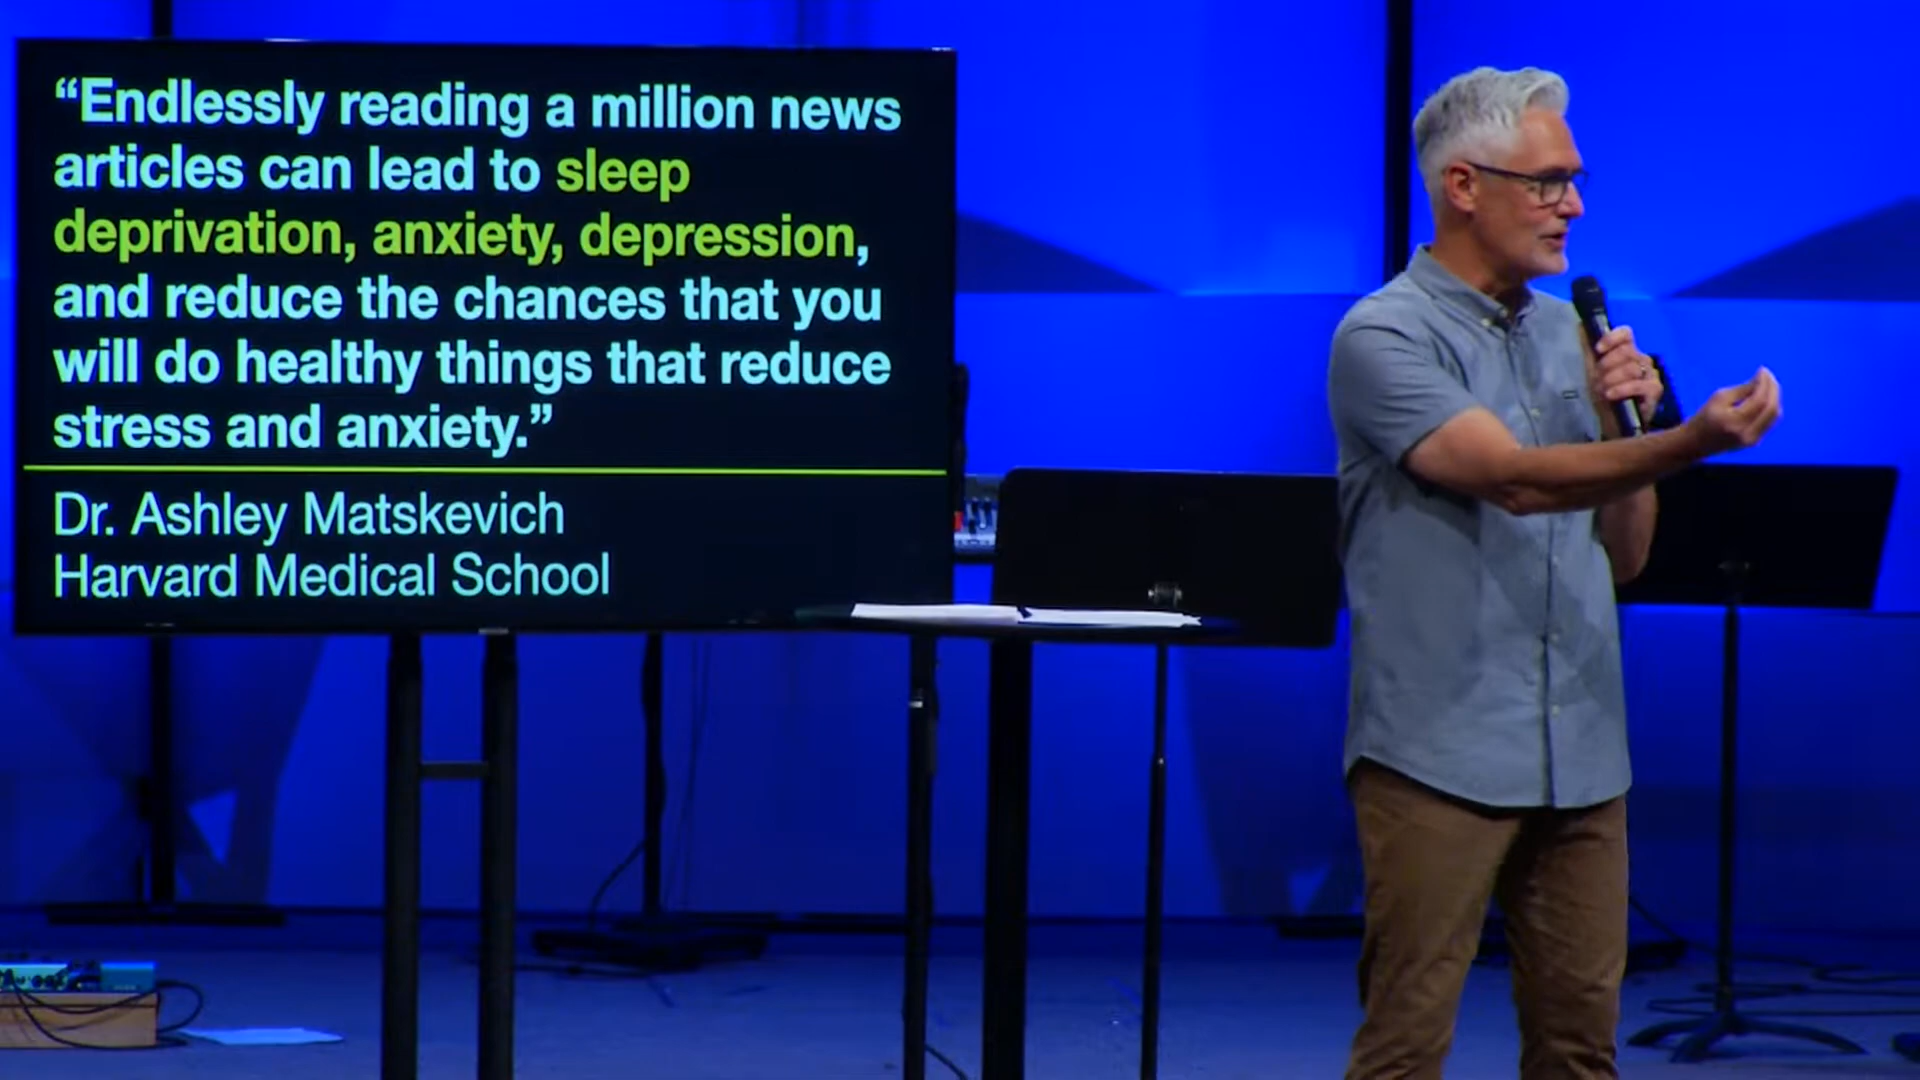 “Endlessly reading a million news
articles can lead to sleep
deprivation, anxiety, depression,
and reduce the chances that you
will do healthy things that reduce
stress and anxiety.”
Dr. Ashley Matskevich
Harvard Medical School